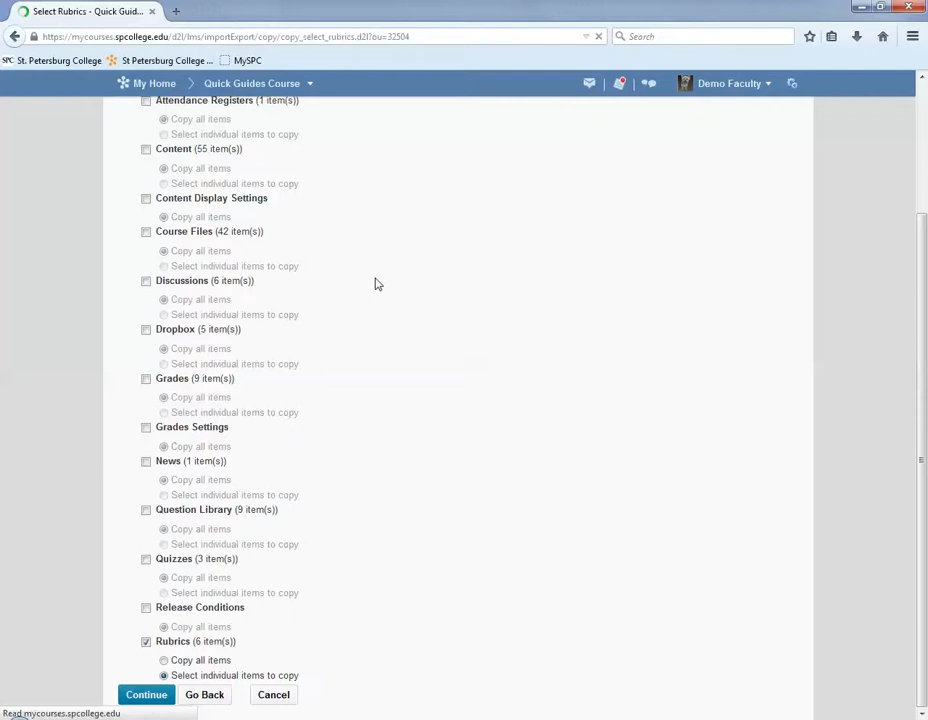 Select Rubrics - Quick Guid...
https://mycourses.spcollege.edu/d2l/lms/importExport/copy/copy_select_rubrics.d2l?ou=32504
Search
SPC St. Petersburg College
St Petersburg College ...
MySPC
My Home
Quick Guides Course
Demo Faculty
Attendance Registers (1 item(s))
Copy all items
Select individual items to copy
Content (55 item(s))
Copy all items
Select individual items to copy
Content Display Settings
Copy all items
Course Files (42 item(s))
Copy all items
Select individual items to copy
Discussions (6 item(s))
Copy all items
Select individual items to copy
Dropbox (5 item(s))
Copy all items
Select individual items to copy
Grades (9 item(s))
Copy all items
Select individual items to copy
Grades Settings
Copy all items
News (1 item(s))
Copy all items
Select individual items to copy
Question Library (9 item(s))
Copy all items
Select individual items to copy
Quizzes (3 item(s))
Copy all items
Select individual items to copy
Release Conditions
Copy all items
Rubrics (6 item(s))
Copy all items
Select individual items to copy
Continue
Go Back
Cancel
Read mycourses.spcollege.edu